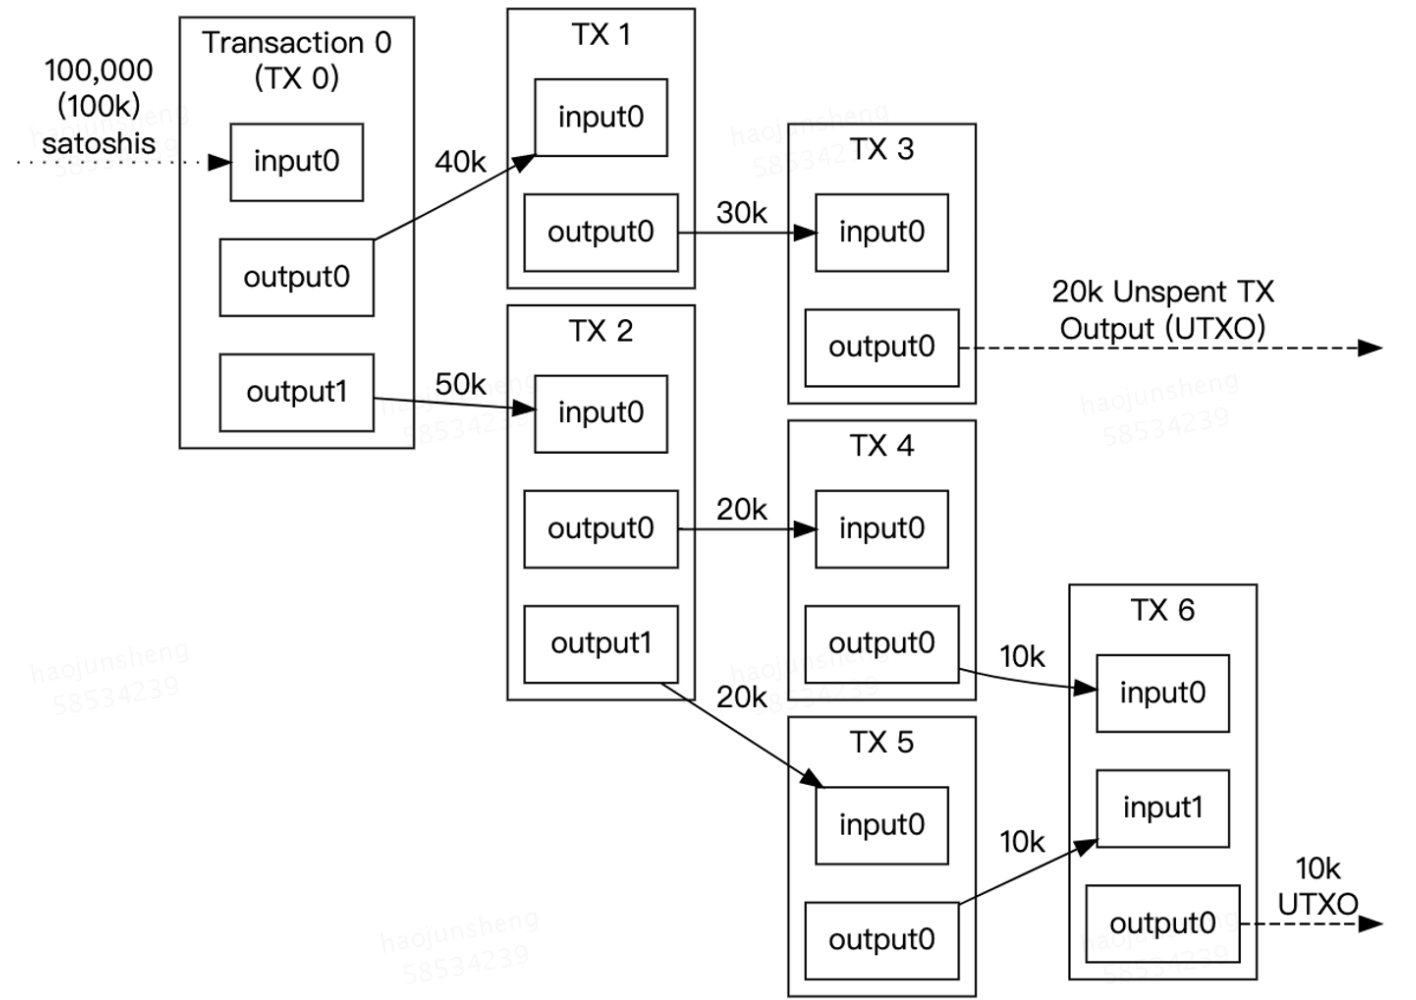 100,000
(100k)
satoshis
Transaction 0
(TX 0)
input0
output0
output1
40k
50k
TX 1
input0
output0
30k
TX 2
input0
output0
output1
20k
20k
TX 3
input0
output0
20k Unspent TX
Output (UTXO)
TX 4
input0
output0
10k
TX 5
input0
output0
10k
TX 6
input0
input1
output0
10k
UTXO
haojunsheng
58534239
haojunsheng
58534239
haojunsheng
58534239
haojunsheng
58534239
haojunsheng
58534239
haojunsheng
58534239
haojunsheng
58534239
haojunsheng
58534239